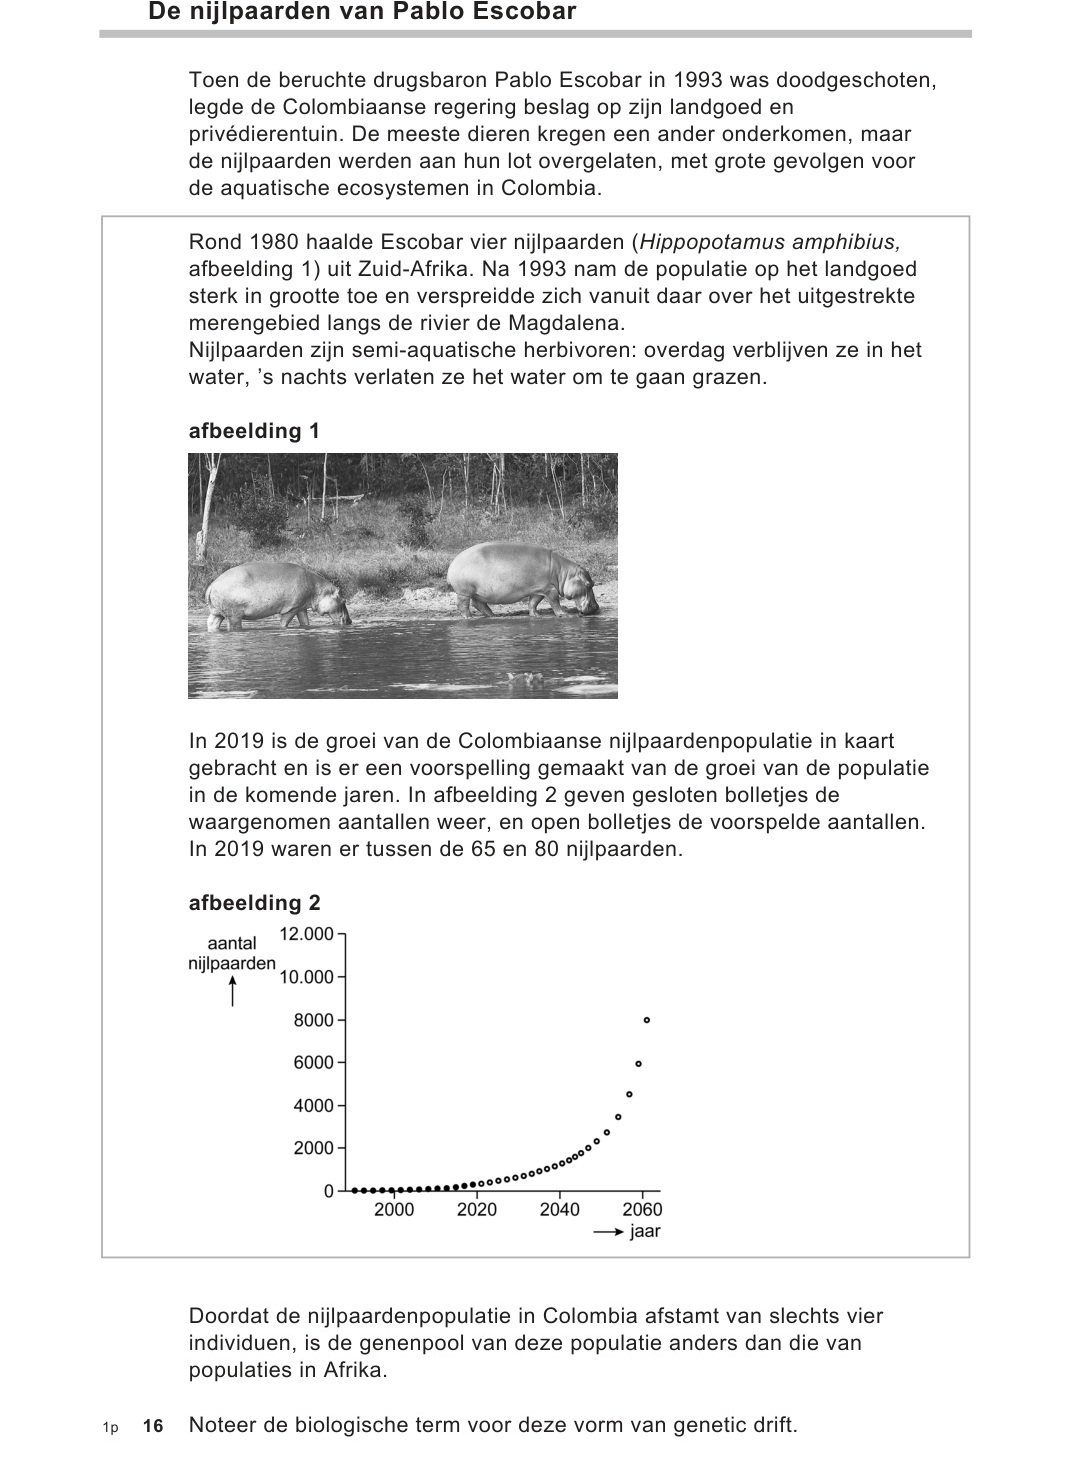 De nijlpaarden van Pablo Escobar
Toen de beruchte drugsbaron Pablo Escobar in 1993 was doodgeschoten,
legde de Colombiaanse regering beslag op zijn landgoed en
privédierentuin. De meeste dieren kregen een ander onderkomen, maar
de nijlpaarden werden aan hun lot overgelaten, met grote gevolgen voor
de aquatische ecosystemen in Colombia.
Rond 1980 haalde Escobar vier nijlpaarden (Hippopotamus amphibius,
afbeelding 1) uit Zuid-Afrika. Na 1993 nam de populatie op het landgoed
sterk in grootte toe en verspreidde zich vanuit daar over het uitgestrekte
merengebied langs de rivier de Magdalena.
Nijlpaarden zijn semi-aquatische herbivoren: overdag verblijven ze in het
water, ’s nachts verlaten ze het water om te gaan grazen.
afbeelding 1
In 2019 is de groei van de Colombiaanse nijlpaardenpopulatie in kaart
gebracht en is er een voorspelling gemaakt van de groei van de populatie
in de komende jaren. In afbeelding 2 geven gesloten bolletjes de
waargenomen aantallen weer, en open bolletjes de voorspelde aantallen.
In 2019 waren er tussen de 65 en 80 nijlpaarden.
afbeelding 2
aantal
nijlpaarden
12.000
10.000
8000
6000
4000
2000
0
2000 2020 2040 2060
jaar
Doordat de nijlpaardenpopulatie in Colombia afstamt van slechts vier
individuen, is de genenpool van deze populatie anders dan die van
populaties in Afrika.
1p 16 Noteer de biologische term voor deze vorm van genetic drift.